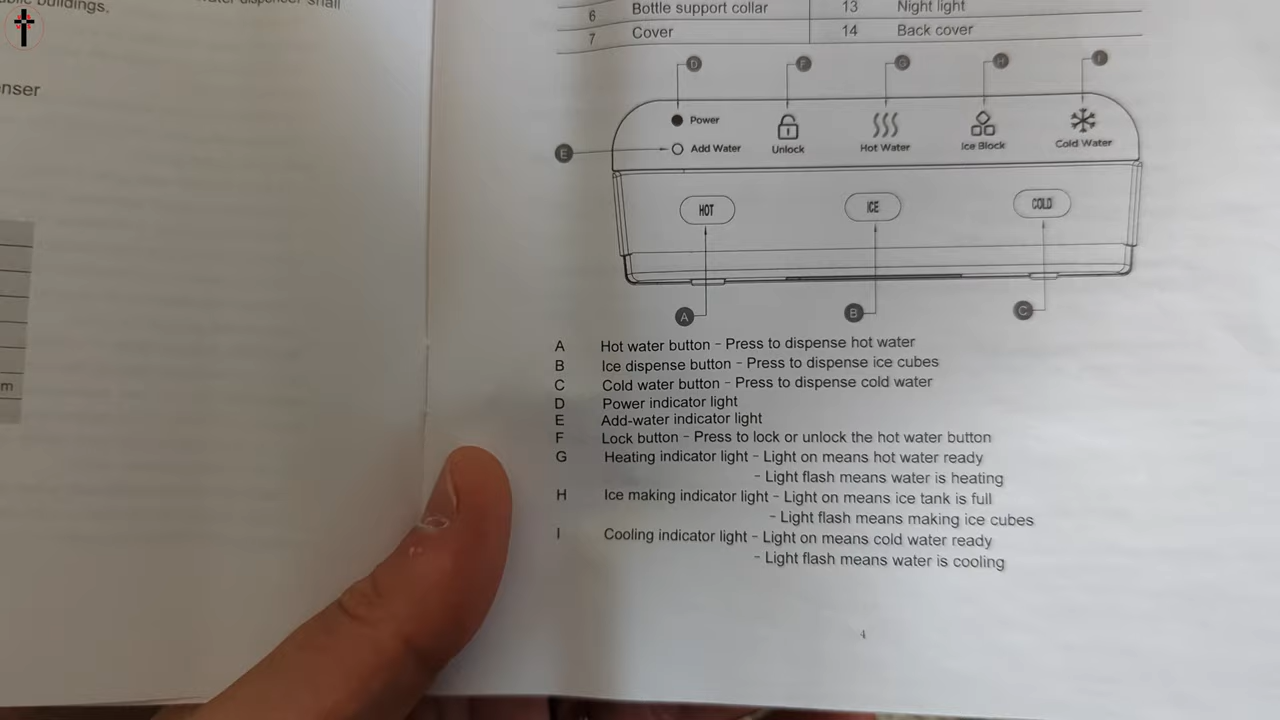 buildings,
water dispenser shall
nser
m
6 Bottle support collar 13 Night light
7 Cover 14 Back cover
D F G H I
Power
E Add Water Unlock Hot Water Ice Block Cold Water
HOT ICE COLD
A B C
A Hot water button - Press to dispense hot water
B Ice dispense button - Press to dispense ice cubes
C Cold water button - Press to dispense cold water
D Power indicator light
E Add-water indicator light
F Lock button - Press to lock or unlock the hot water button
G Heating indicator light - Light on means hot water ready
- Light flash means water is heating
H Ice making indicator light - Light on means ice tank is full
- Light flash means making ice cubes
I Cooling indicator light - Light on means cold water ready
- Light flash means water is cooling
4